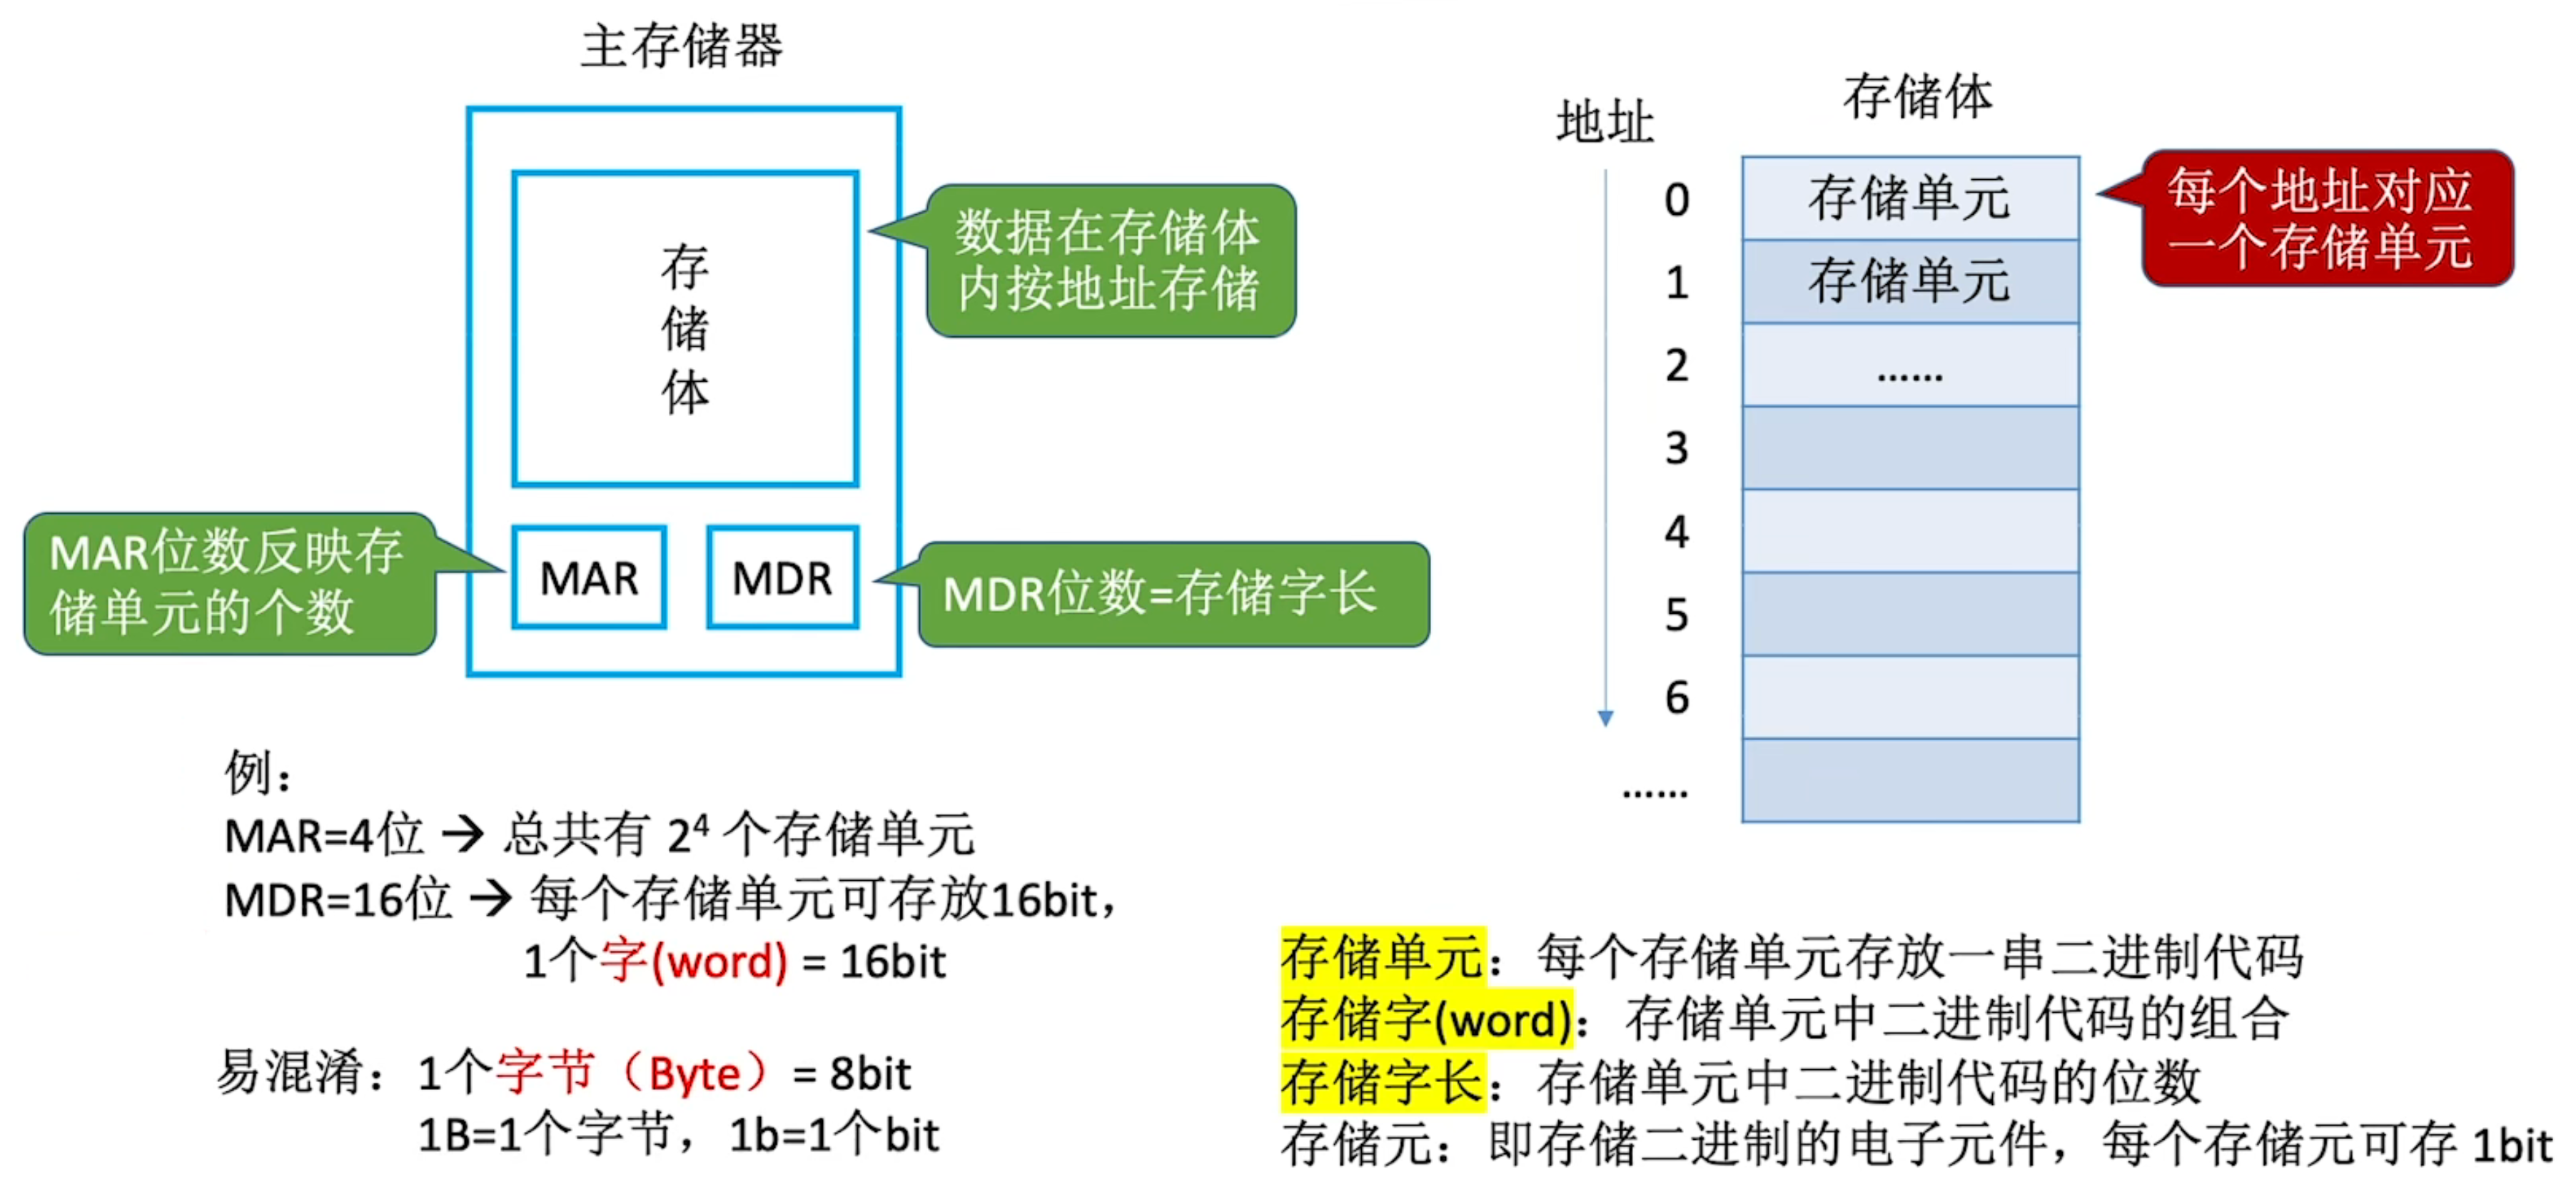 主存储器
存
储
体
数据在存储体
内按地址存储
MAR位数反映存
储单元的个数
MAR
MDR
MDR位数=存储字长
例：
MAR=4位 → 总共有 2⁴ 个存储单元
MDR=16位 → 每个存储单元可存放16bit，
1个字(word) = 16bit
易混淆：1个字节（Byte）= 8bit
1B=1个字节，1b=1个bit
地址
存储体
0
存储单元
每个地址对应
一个存储单元
1
存储单元
2
……
3
4
5
6
……
存储单元：每个存储单元存放一串二进制代码
存储字(word)：存储单元中二进制代码的组合
存储字长：存储单元中二进制代码的位数
存储元：即存储二进制的电子元件，每个存储元可存 1bit